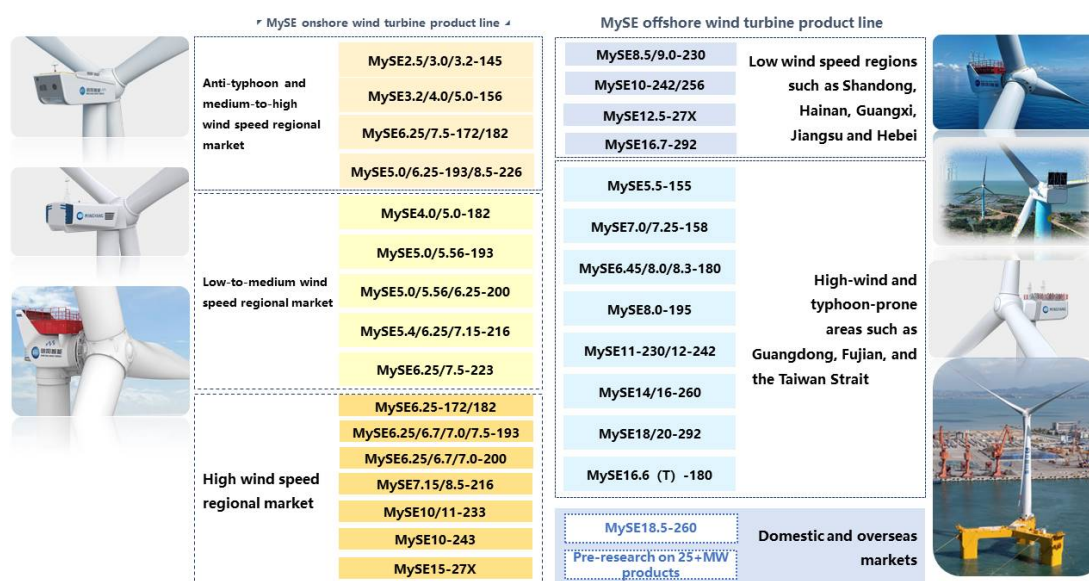 MySE onshore wind turbine product line
Anti-typhoon and
medium-to-high
wind speed regional
market
MySE2.5/3.0/3.2-145
MySE3.2/4.0/5.0-156
MySE6.25/7.5-172/182
MySE5.0/6.25-193/8.5-226
Low-to-medium wind
speed regional market
MySE4.0/5.0-182
MySE5.0/5.56-193
MySE5.0/5.56/6.25-200
MySE5.4/6.25/7.15-216
MySE6.25/7.5-223
High wind speed
regional market
MySE6.25-172/182
MySE6.25/6.7/7.0/7.5-193
MySE6.25/6.7/7.0-200
MySE7.15/8.5-216
MySE10/11-233
MySE10-243
MySE15-27X
MySE offshore wind turbine product line
MySE8.5/9.0-230
MySE10-242/256
MySE12.5-27X
MySE16.7-292
Low wind speed regions
such as Shandong,
Hainan, Guangxi,
Jiangsu and Hebei
MySE5.5-155
MySE7.0/7.25-158
MySE6.45/8.0/8.3-180
MySE8.0-195
MySE11-230/12-242
MySE14/16-260
MySE18/20-292
MySE16.6 (T) -180
High-wind and
typhoon-prone
areas such as
Guangdong, Fujian, and
the Taiwan Strait
MySE18.5-260
Pre-research on 25+MW
products
Domestic and overseas
markets